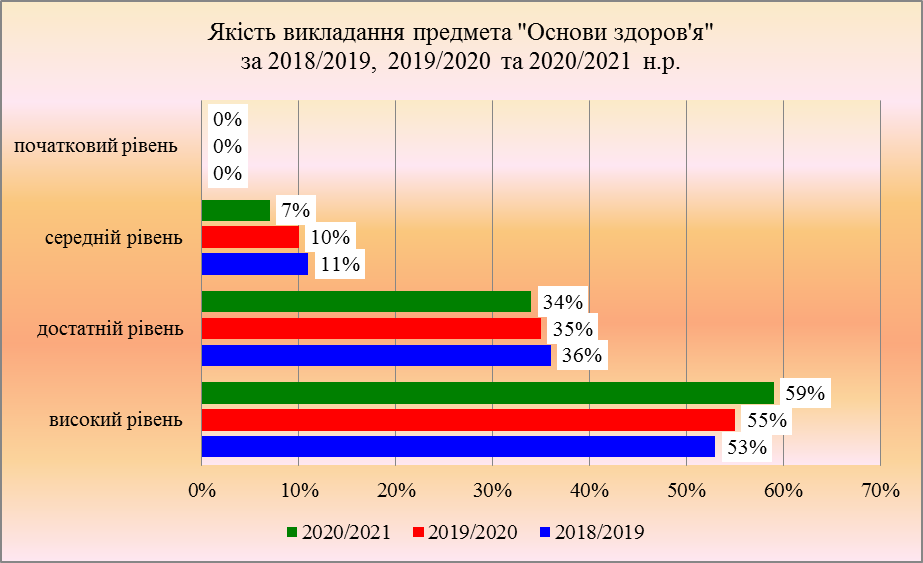 Якість викладання предмета "Основи здоров'я"
за 2018/2019, 2019/2020 та 2020/2021 н.р.
початковий рівень
0%
0%
0%
середній рівень
7%
10%
11%
достатній рівень
34%
35%
36%
високий рівень
59%
55%
53%
0% 10% 20% 30% 40% 50% 60% 70%
2020/2021 2019/2020 2018/2019